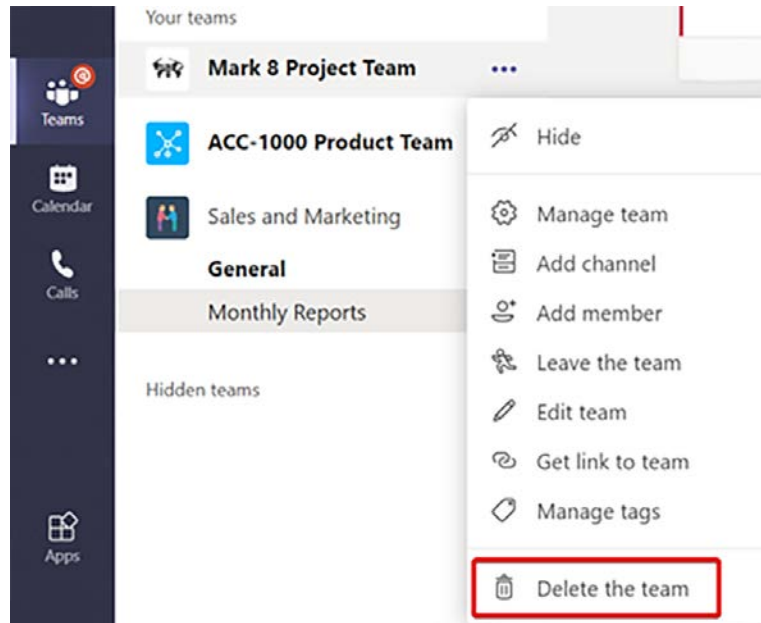 Your teams
Mark 8 Project Team
ACC-1000 Product Team
Sales and Marketing
General
Monthly Reports
Hidden teams
Teams
Calendar
Calls
Apps
Hide
Manage team
Add channel
Add member
Leave the team
Edit team
Get link to team
Manage tags
Delete the team